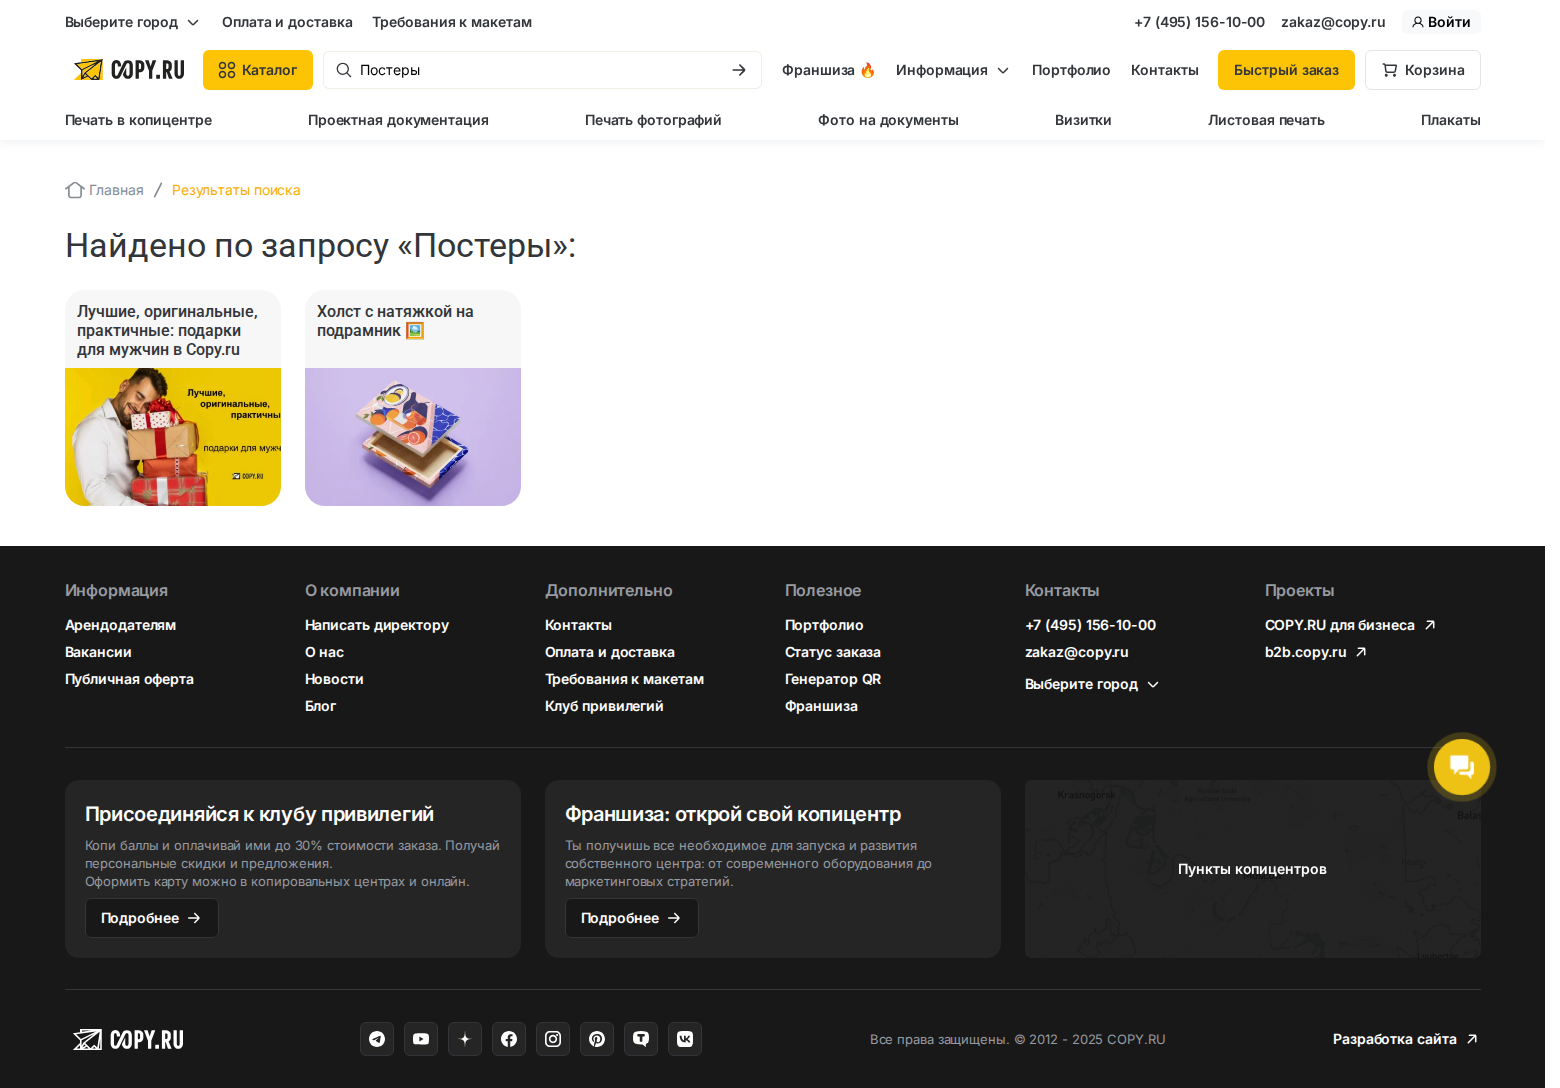 Выберите город
Оплата и доставка
Требования к макетам
+7 (495) 156-10-00
zakaz@copy.ru
Войти
COPY.RU
Каталог
Постеры
Франшиза 🔥
Информация
Портфолио
Контакты
Быстрый заказ
Корзина
Печать в копицентре
Проектная документация
Печать фотографий
Фото на документы
Визитки
Листовая печать
Плакаты
Главная / Результаты поиска
Найдено по запросу «Постеры»:
Лучшие, оригинальные,
практичные: подарки
для мужчин в Copy.ru
Лучшие,
оригинальные,
практичны
подарки для мужч
COPY.RU
Холст с натяжкой на
подрамник 🖼️
Информация
Арендодателям
Вакансии
Публичная оферта
О компании
Написать директору
О нас
Новости
Блог
Дополнительно
Контакты
Оплата и доставка
Требования к макетам
Клуб привилегий
Полезное
Портфолио
Статус заказа
Генератор QR
Франшиза
Контакты
+7 (495) 156-10-00
zakaz@copy.ru
Выберите город
Проекты
COPY.RU для бизнеса
b2b.copy.ru
Присоединяйся к клубу привилегий
Копи баллы и оплачивай ими до 30% стоимости заказа. Получай
персональные скидки и предложения.
Оформить карту можно в копировальных центрах и онлайн.
Подробнее
Франшиза: открой свой копицентр
Ты получишь все необходимое для запуска и развития
собственного центра: от современного оборудования до
маркетинговых стратегий.
Подробнее
Krasnogorsk
Пункты копицентров
COPY.RU
Все права защищены. © 2012 - 2025 COPY.RU
Разработка сайта